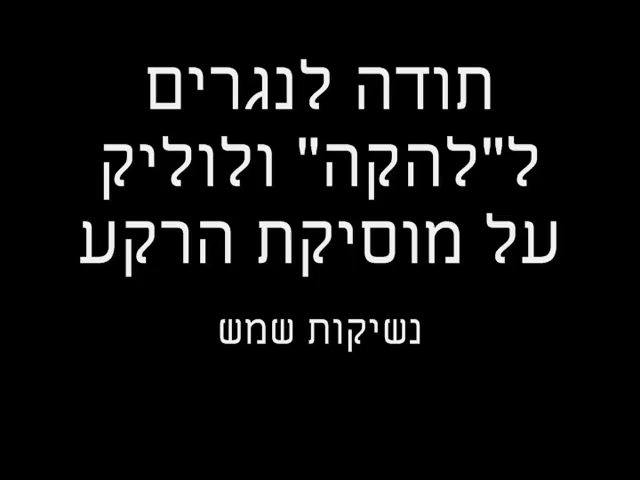 תודה לנגרים
ל"להקה" ולוליק
על מוסיקת הרקע
נשיקות שמש